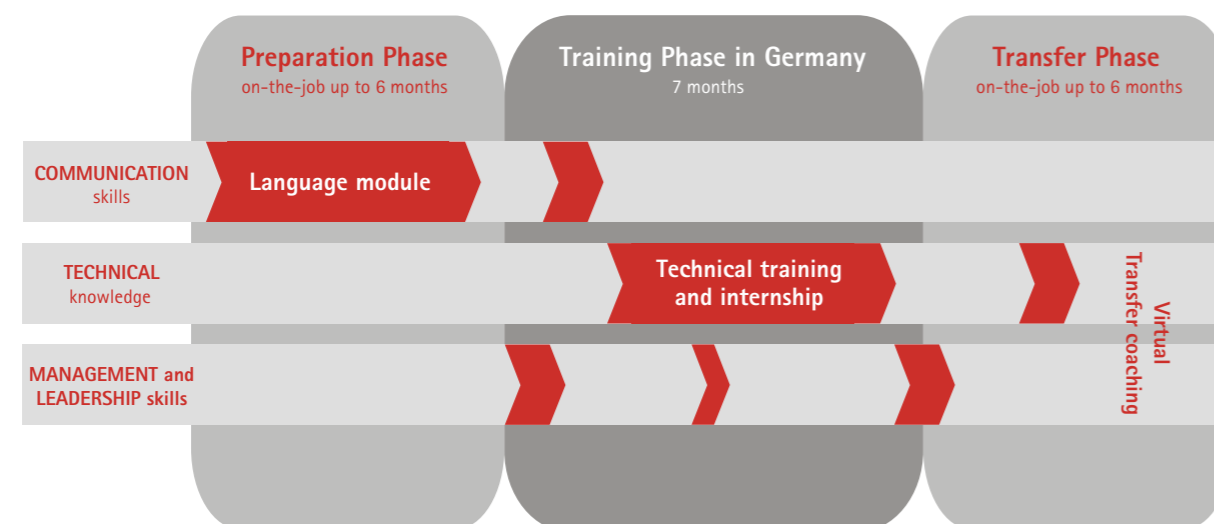 Preparation Phase
on-the-job up to 6 months
Training Phase in Germany
7 months
Transfer Phase
on-the-job up to 6 months
COMMUNICATION
skills
Language module
TECHNICAL
knowledge
Technical training
and internship
MANAGEMENT and
LEADERSHIP skills
Virtual
Transfer coaching